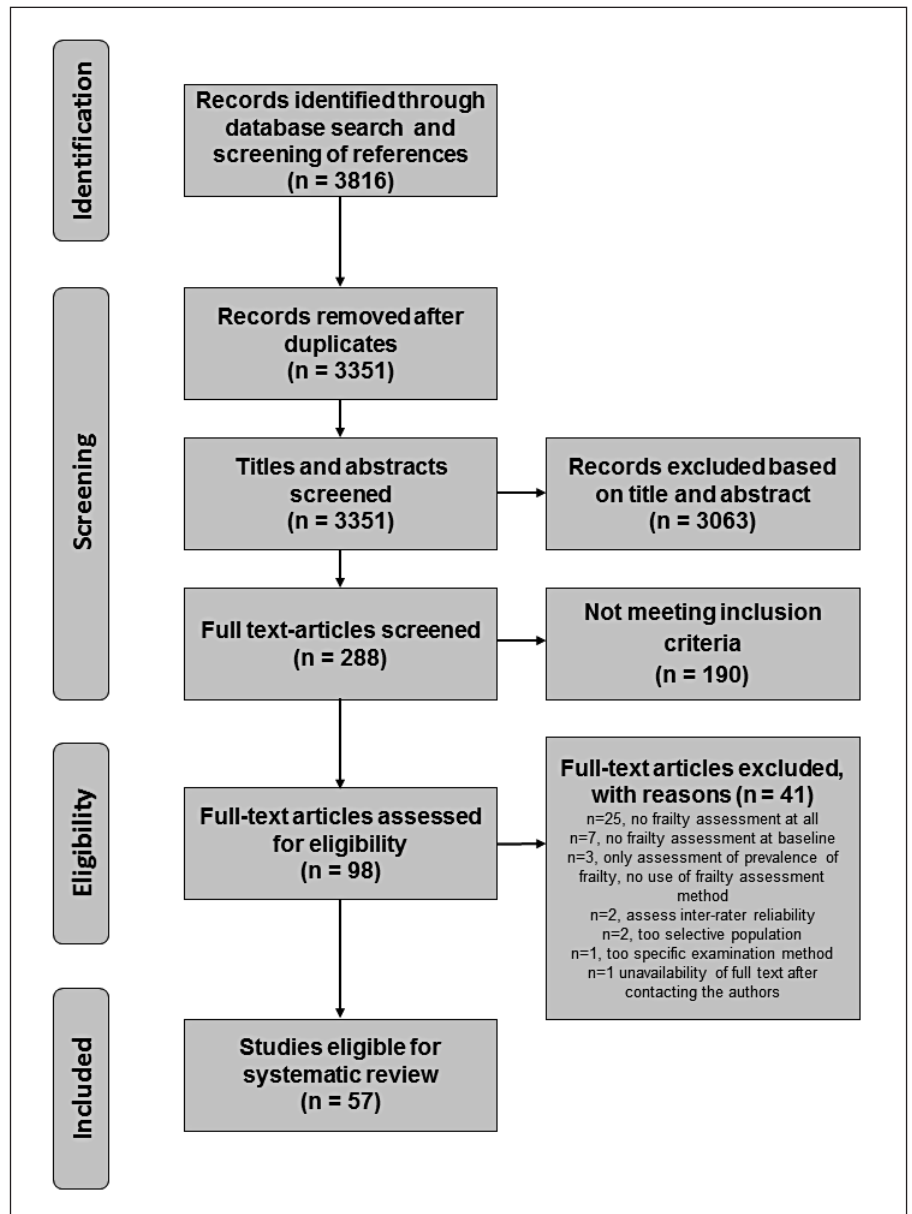 Identification
Records identified through
database search and
screening of references
(n = 3816)
Screening
Records removed after
duplicates
(n = 3351)
Titles and abstracts
screened
(n = 3351)
Records excluded based
on title and abstract
(n = 3063)
Full text-articles screened
(n = 288)
Not meeting inclusion
criteria
(n = 190)
Eligibility
Full-text articles assessed
for eligibility
(n = 98)
Full-text articles excluded,
with reasons (n = 41)
n=25, no frailty assessment at all
n=7, no frailty assessment at baseline
n=3, only assessment of prevalence of
frailty, no use of frailty assessment
method
n=2, assess inter-rater reliability
n=2, too selective population
n=1, too specific examination method
n=1 unavailability of full text after
contacting the authors
Included
Studies eligible for
systematic review
(n = 57)